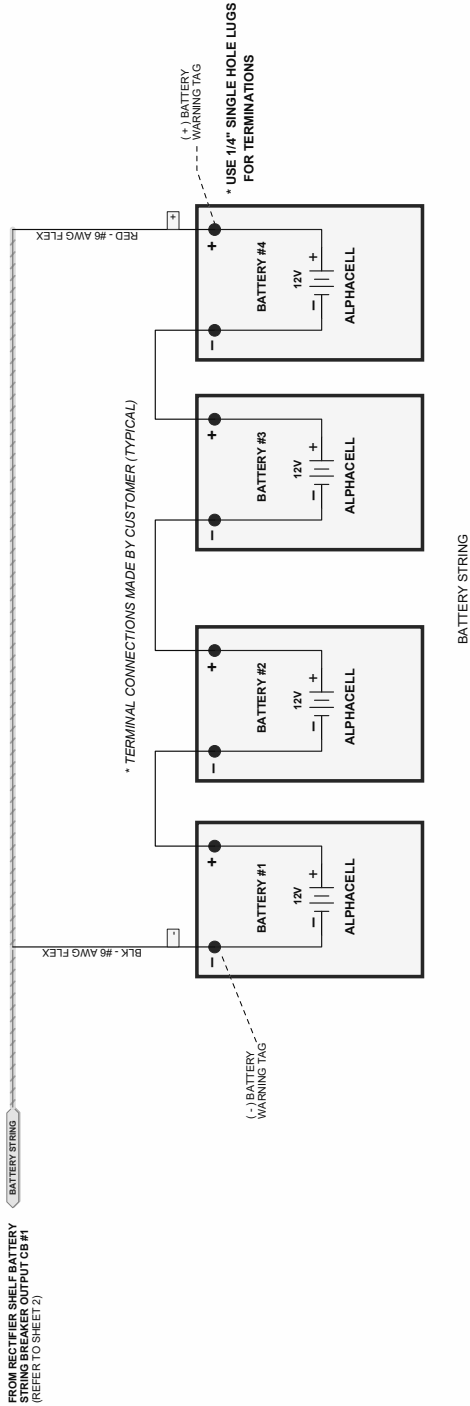 FROM RECTIFIER SHELF BATTERY
STRING BREAKER OUTPUT CB #1
(REFER TO SHEET 2)
BATTERY STRING
BLK - #6 AWG FLEX
-
RED - #6 AWG FLEX
+
* TERMINAL CONNECTIONS MADE BY CUSTOMER (TYPICAL)
( - ) BATTERY
WARNING TAG
( + ) BATTERY
WARNING TAG
* USE 1/4" SINGLE HOLE LUGS
FOR TERMINATIONS
– +
BATTERY #1
12V
– +
ALPHACELL
– +
BATTERY #2
12V
– +
ALPHACELL
– +
BATTERY #3
12V
– +
ALPHACELL
– +
BATTERY #4
12V
– +
ALPHACELL
BATTERY STRING